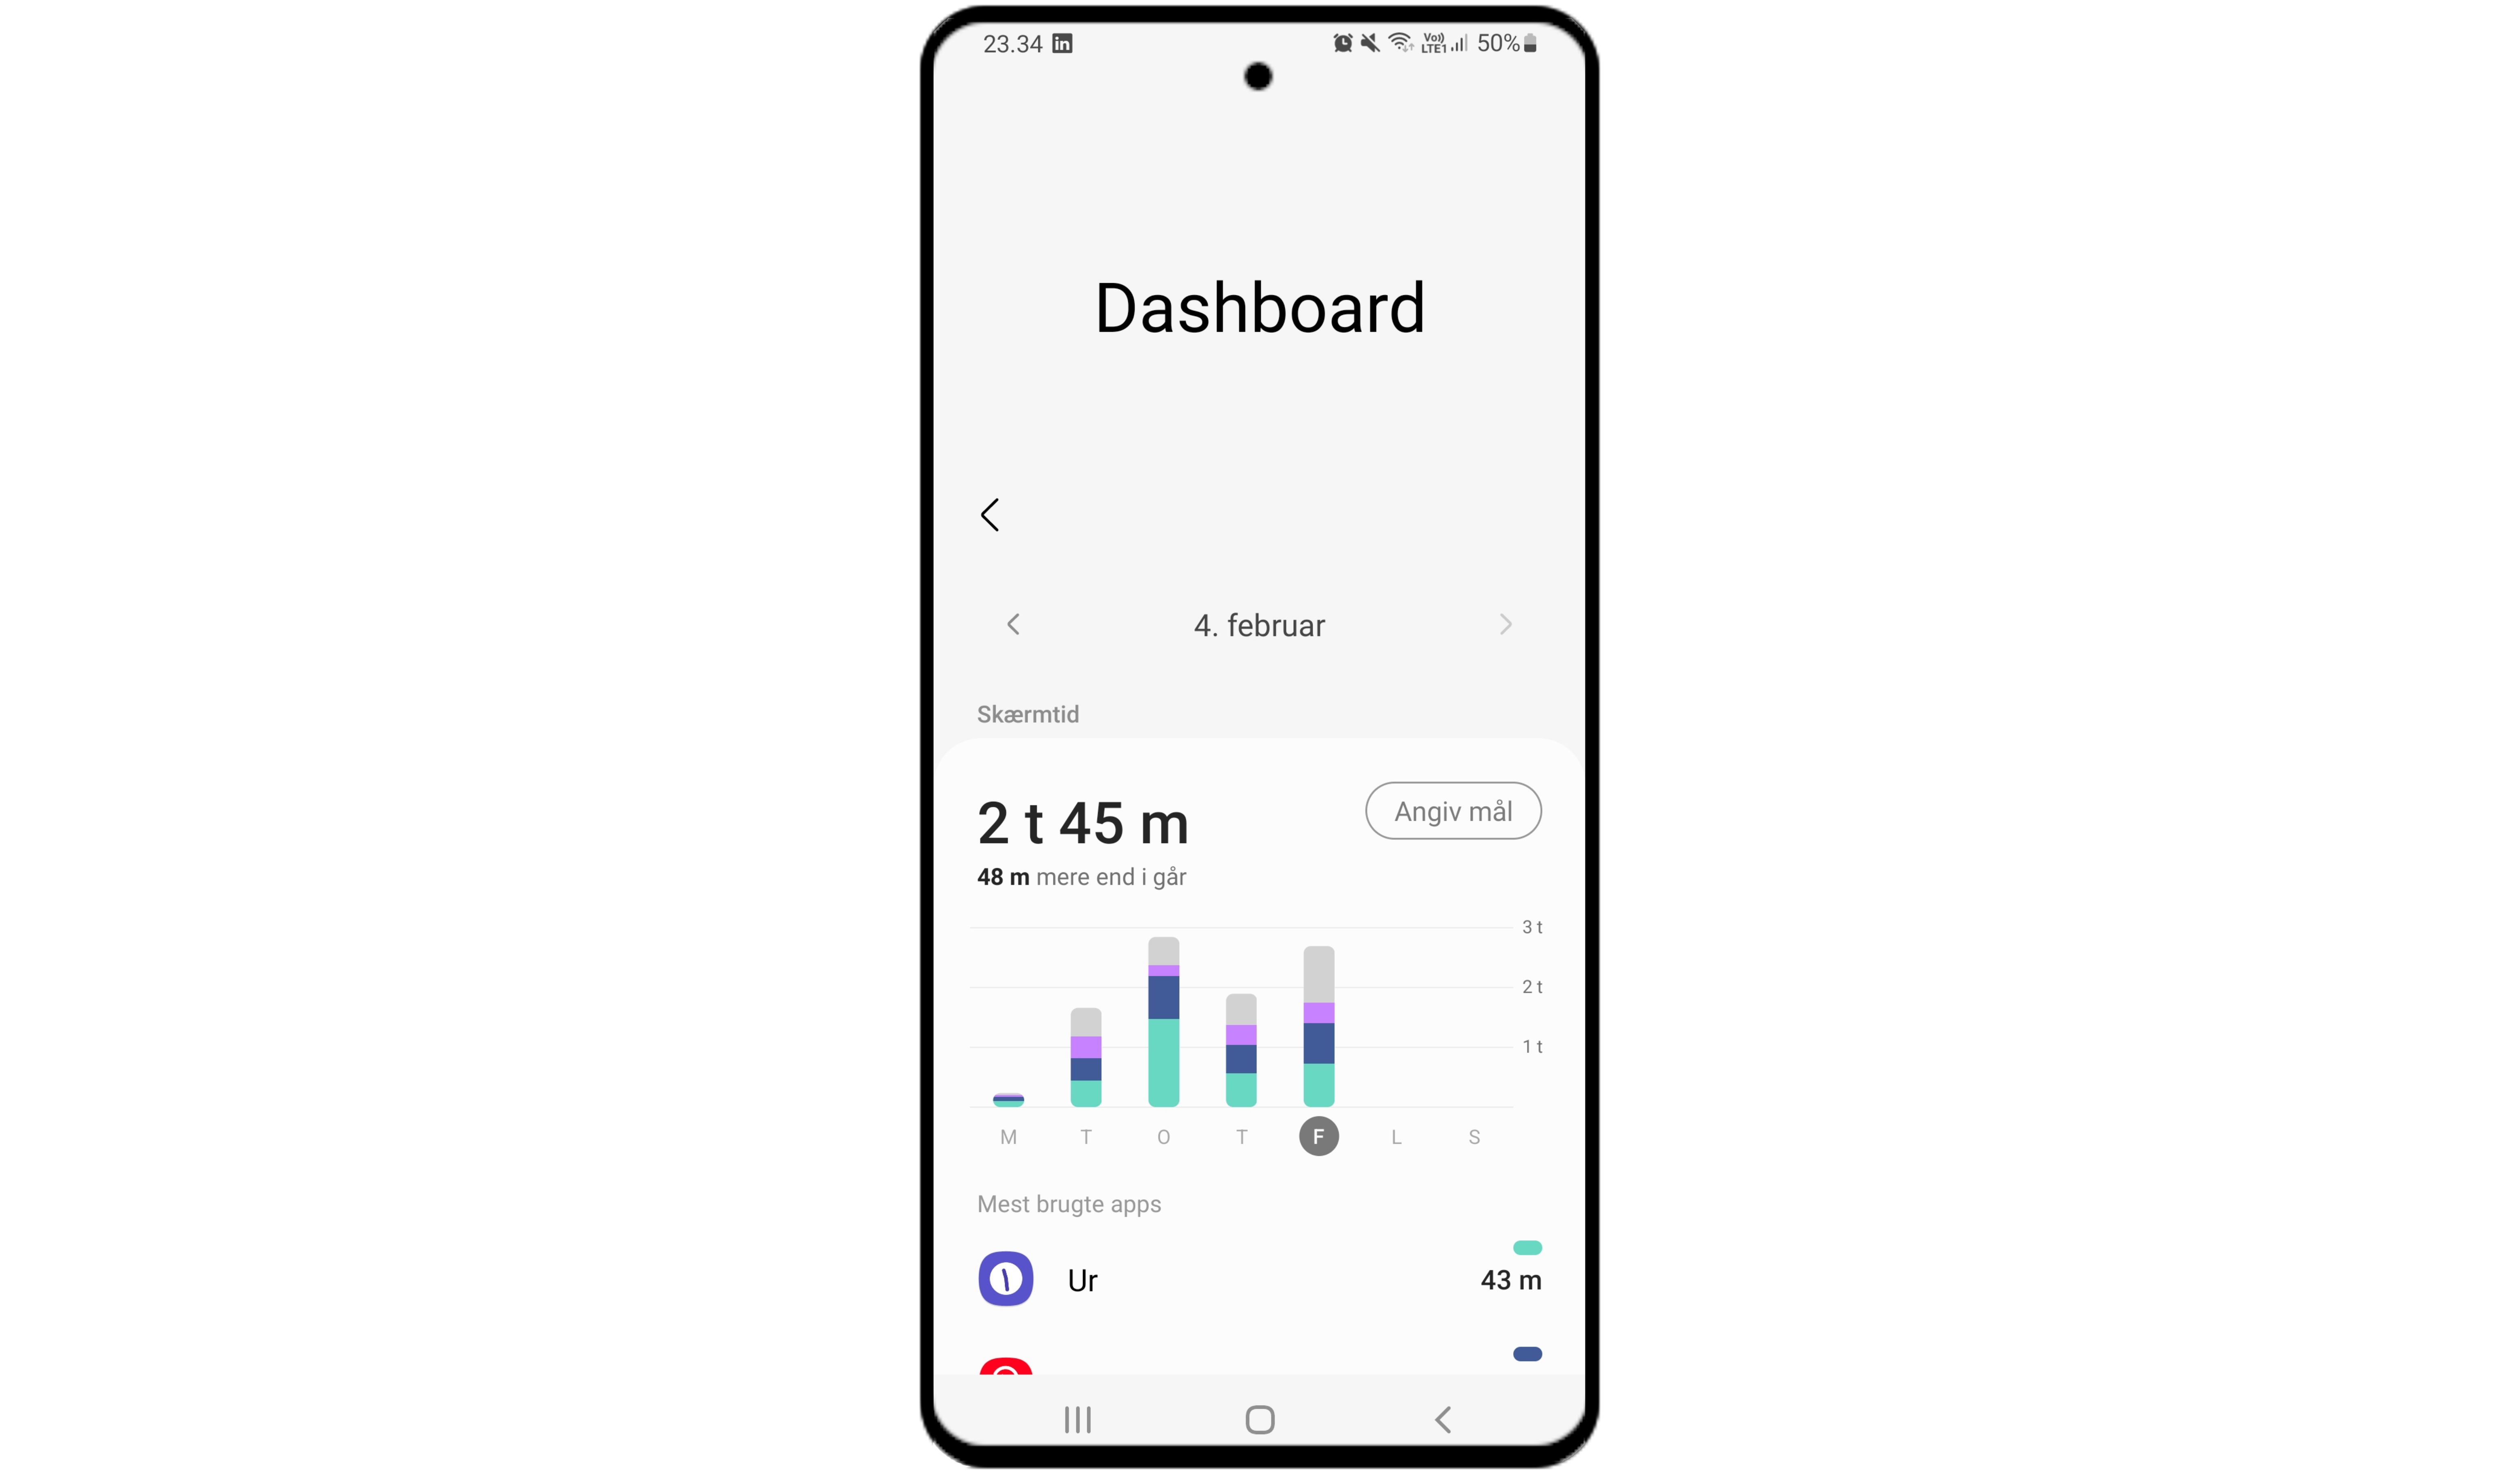 23.34 in Vo)) LTE1 50%
Dashboard
4. februar
Skærmtid
2 t 45 m
Angiv mål
48 m mere end i går
3 t
2 t
1 t
M T O T F L S
Mest brugte apps
Ur
43 m